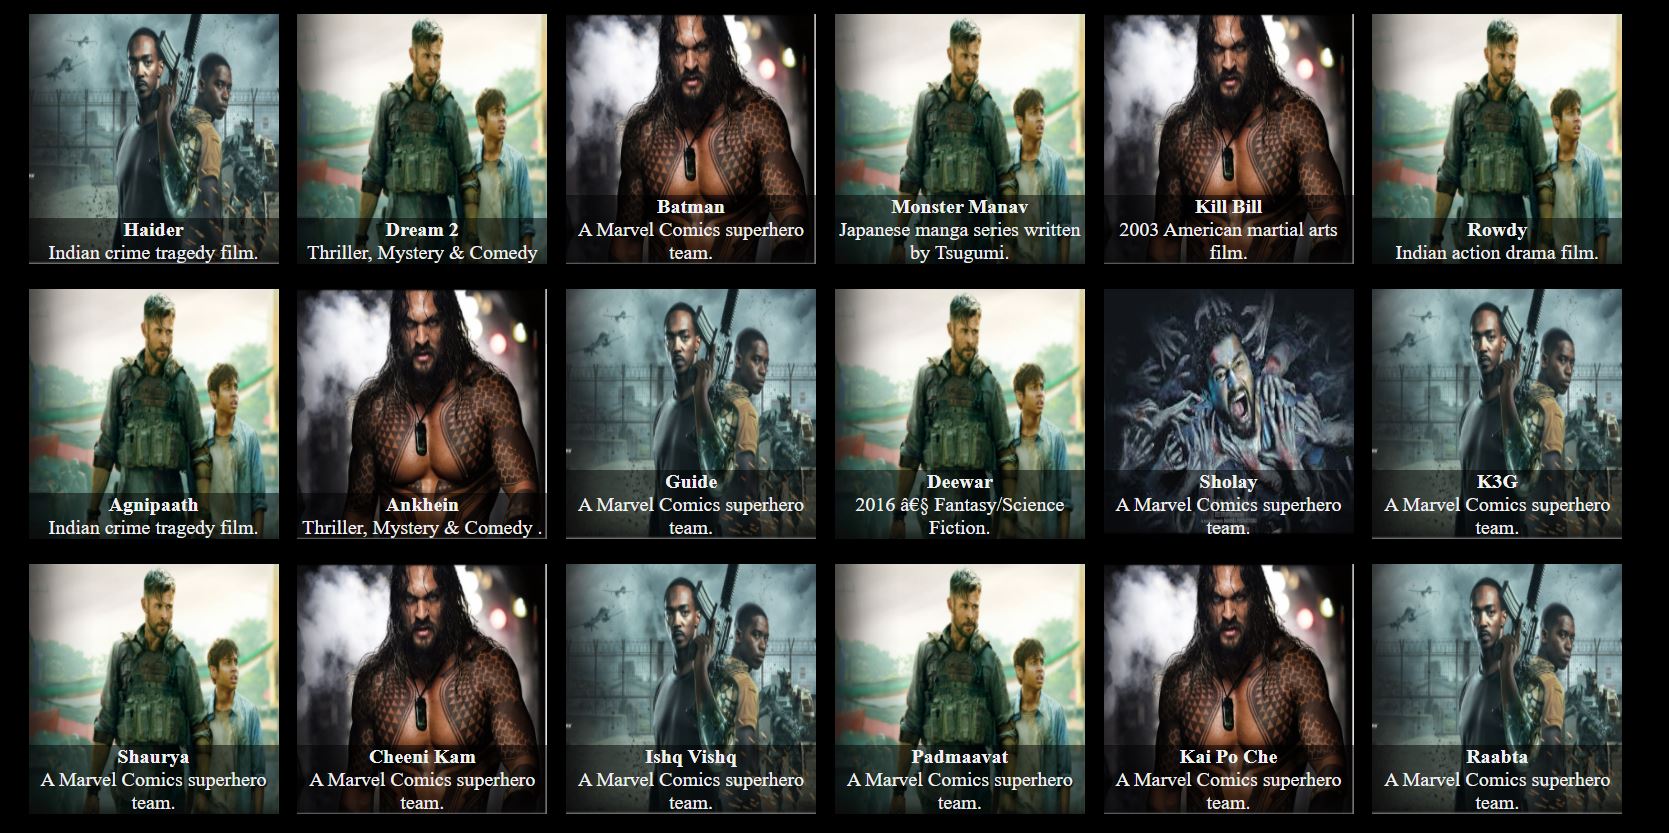 Haider
Indian crime tragedy film.
Dream 2
Thriller, Mystery & Comedy
Batman
A Marvel Comics superhero
team.
Monster Manav
Japanese manga series written
by Tsugumi.
Kill Bill
2003 American martial arts
film.
Rowdy
Indian action drama film.
Agnipaath
Indian crime tragedy film.
Ankhein
Thriller, Mystery & Comedy .
Guide
A Marvel Comics superhero
team.
Deewar
2016 â€§ Fantasy/Science
Fiction.
Sholay
A Marvel Comics superhero
team.
K3G
A Marvel Comics superhero
team.
Shaurya
A Marvel Comics superhero
team.
Cheeni Kam
A Marvel Comics superhero
team.
Ishq Vishq
A Marvel Comics superhero
team.
Padmaavat
A Marvel Comics superhero
team.
Kai Po Che
A Marvel Comics superhero
team.
Raabta
A Marvel Comics superhero
team.